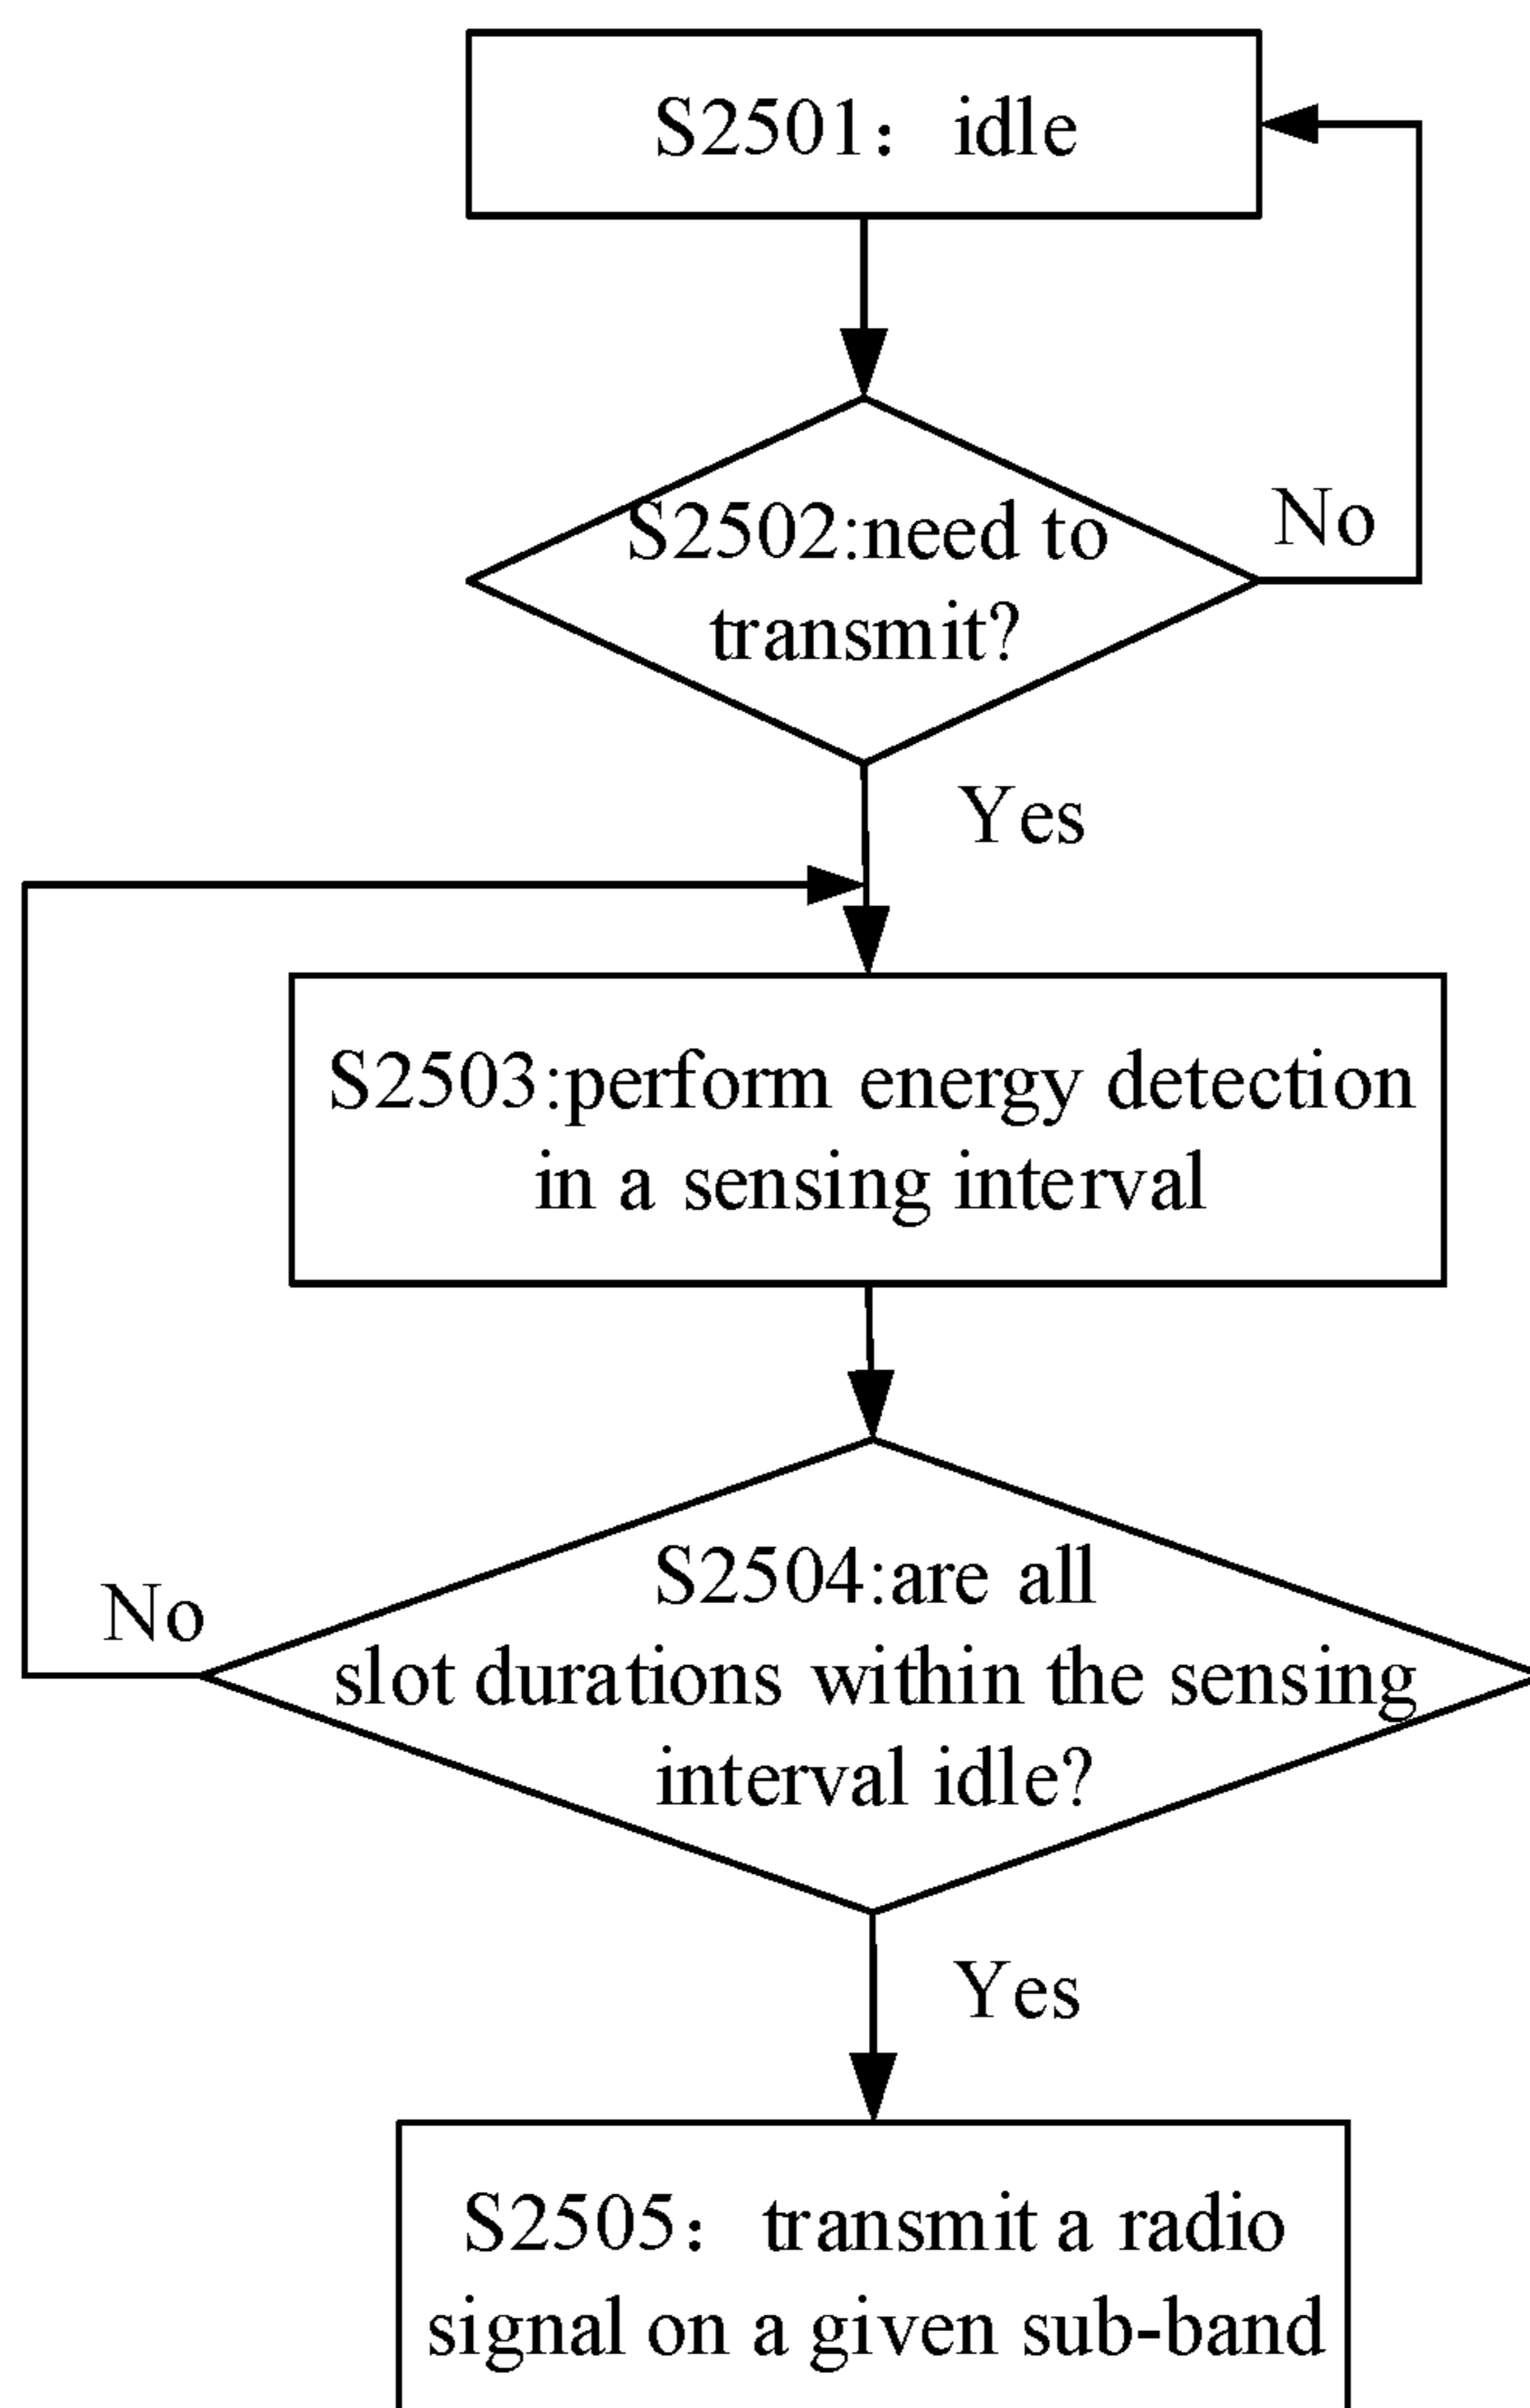 S2501：idle
S2502:need to
transmit?
No
Yes
S2503:perform energy detection
in a sensing interval
S2504:are all
slot durations within the sensing
interval idle?
No
Yes
S2505：transmit a radio
signal on a given sub-band